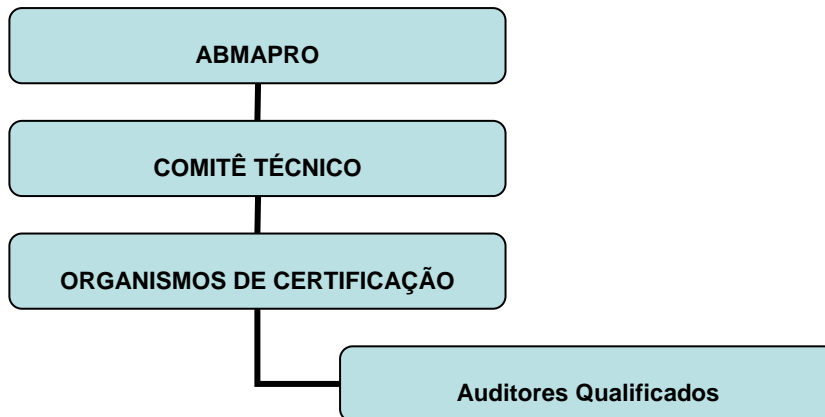 ABMAPRO
COMITÊ TÉCNICO
ORGANISMOS DE CERTIFICAÇÃO
Auditores Qualificados